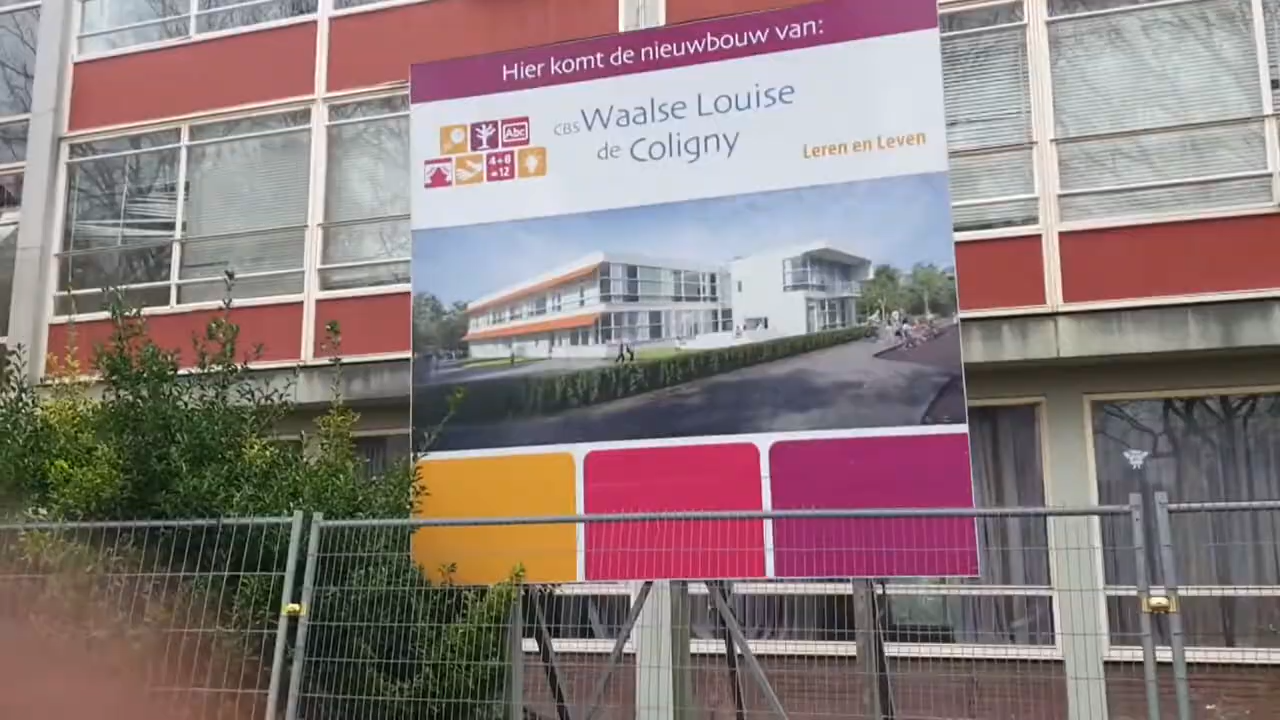 Hier komt de nieuwbouw van:
CBS Waalse Louise
de Coligny
Leren en Leven
Abc
4+8
=12